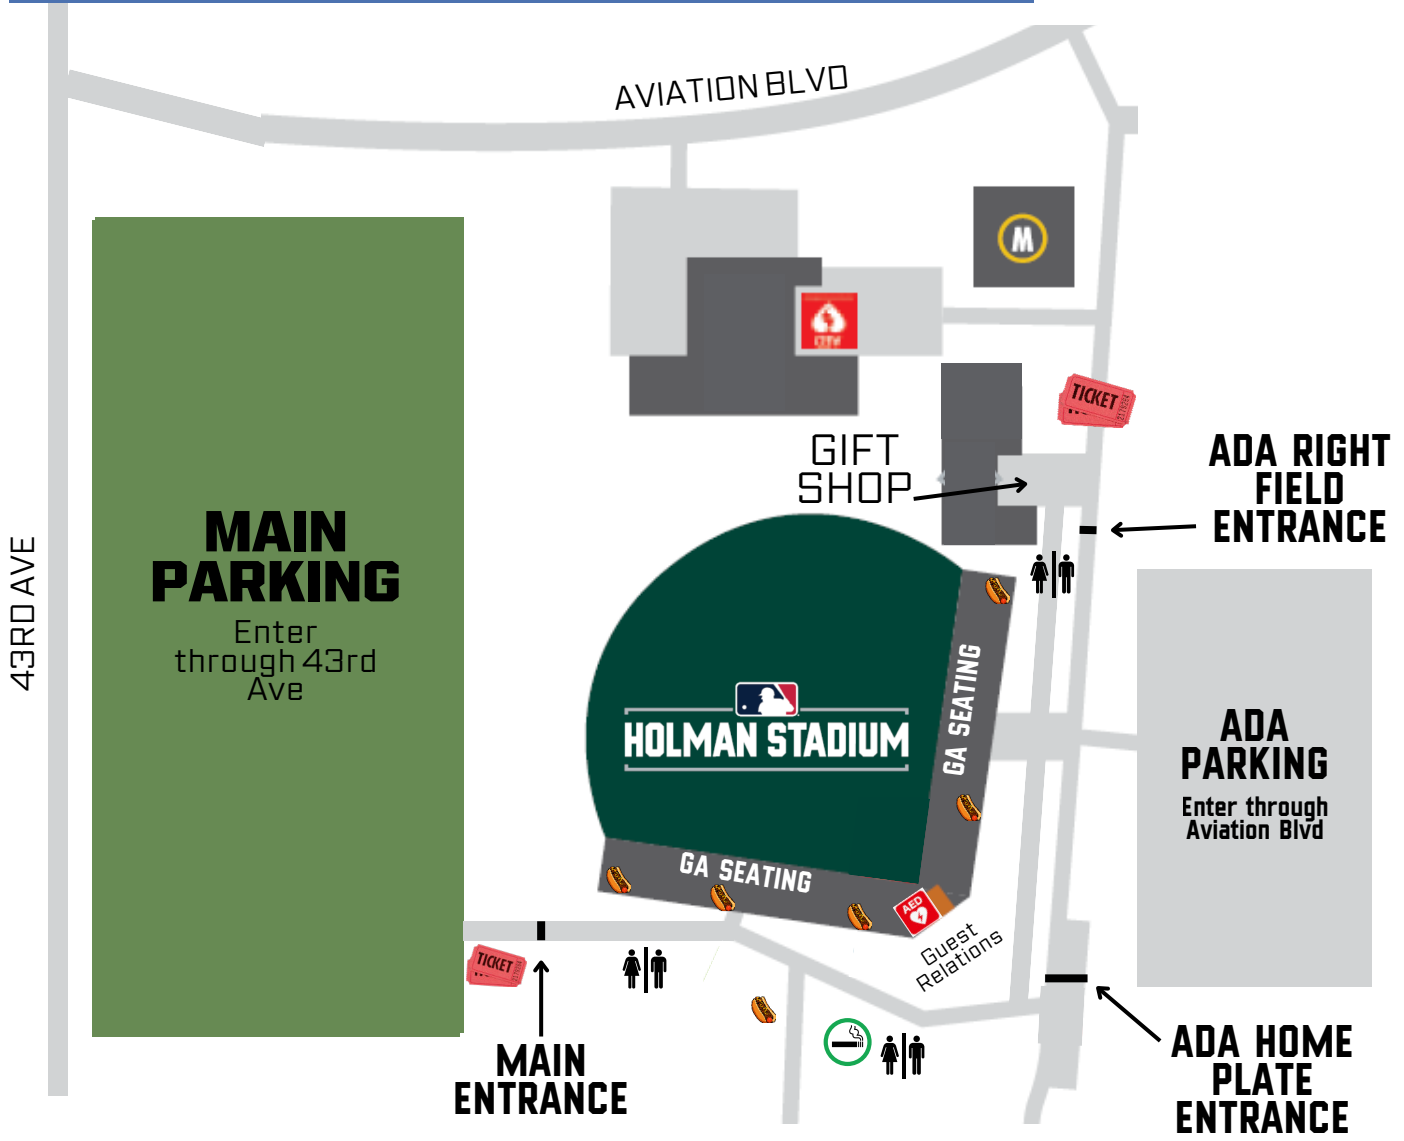 AVIATION BLVD
M
TICKET
GIFT
SHOP
ADA RIGHT
FIELD
ENTRANCE
43RD AVE
MAIN
PARKING
Enter
through 43rd
Ave
HOLMAN STADIUM
GA SEATING
ADA
PARKING
Enter through
Aviation Blvd
GA SEATING
AED
Guest
Relations
TICKET
MAIN
ENTRANCE
ADA HOME
PLATE
ENTRANCE